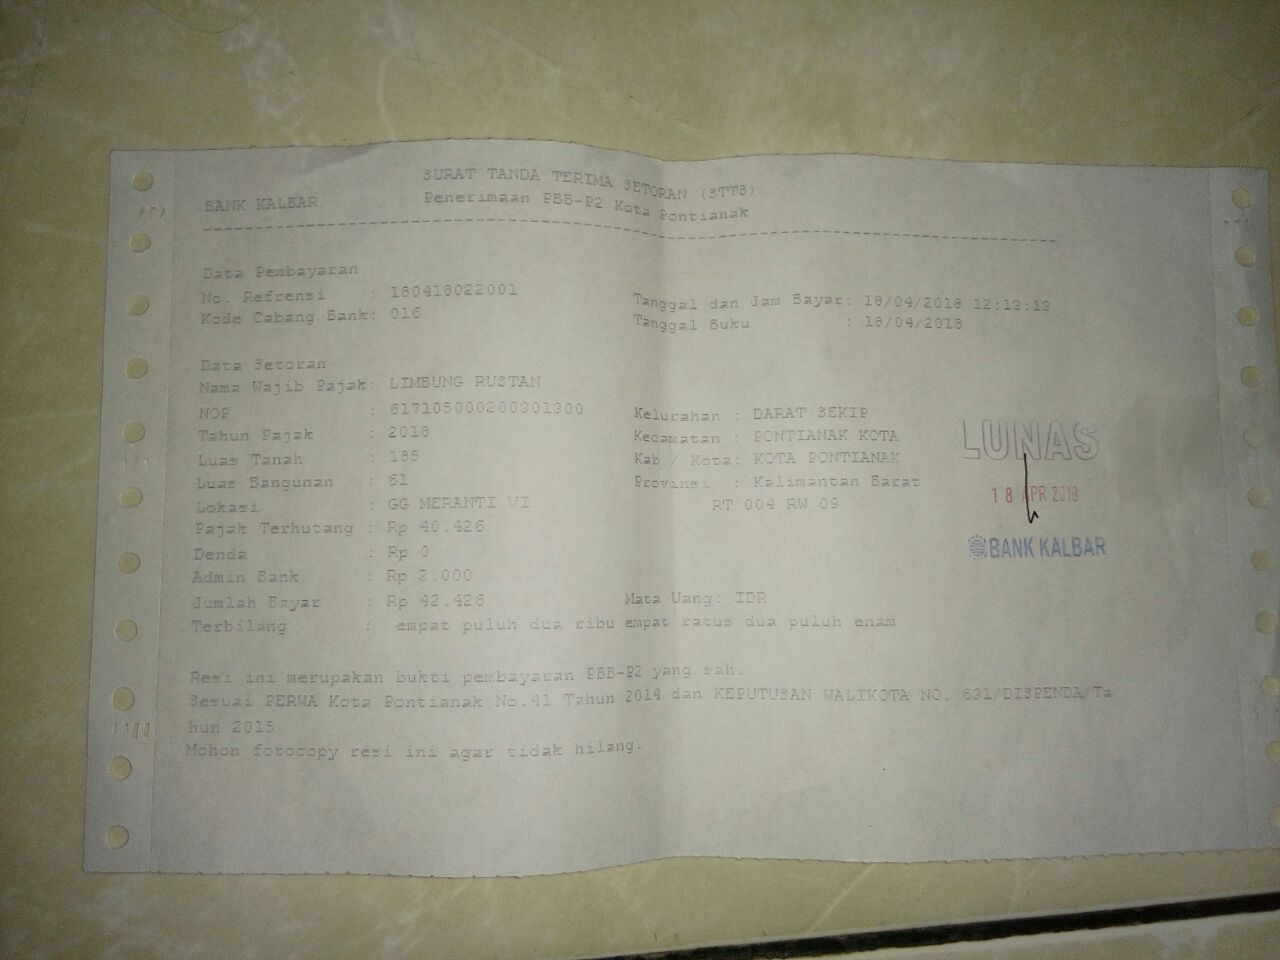 SURAT TANDA TERIMA SETORAN (STTS)
BANK KALBAR
Penerimaan PBB-P2 Kota Pontianak
Data Pembayaran
No. Refrensi : 180418022001
Tanggal dan Jam Bayar: 18/04/2018 12:13:13
Kode Cabang Bank: 016
Tanggal Buku : 18/04/2018
Data Setoran
Nama Wajib Pajak: LIMBUNG RUSTAN
NOP : 617105000200301300
Kelurahan : DARAT SEKIP
Tahun Pajak : 2018
Kecamatan : PONTIANAK KOTA
Luas Tanah : 185
Kab / Kota: KOTA PONTIANAK
Luas Bangunan : 61
Provinsi : Kalimantan Barat
Lokasi : GG MERANTI VI
RT 004 RW 09
Pajak Terhutang : Rp 40.426
Denda : Rp 0
Admin Bank : Rp 2.000
Jumlah Bayar : Rp 42.426
Mata Uang: IDR
Terbilang : empat puluh dua ribu empat ratus dua puluh enam
LUNAS
18 APR 2018
BANK KALBAR
Resi ini merupakan bukti pembayaran PBB-P2 yang sah.
Sesuai PERWA Kota Pontianak No.41 Tahun 2014 dan KEPUTUSAN WALIKOTA NO. 631/DISPENDA/Ta
hun 2015
Mohon fotocopy resi ini agar tidak hilang.